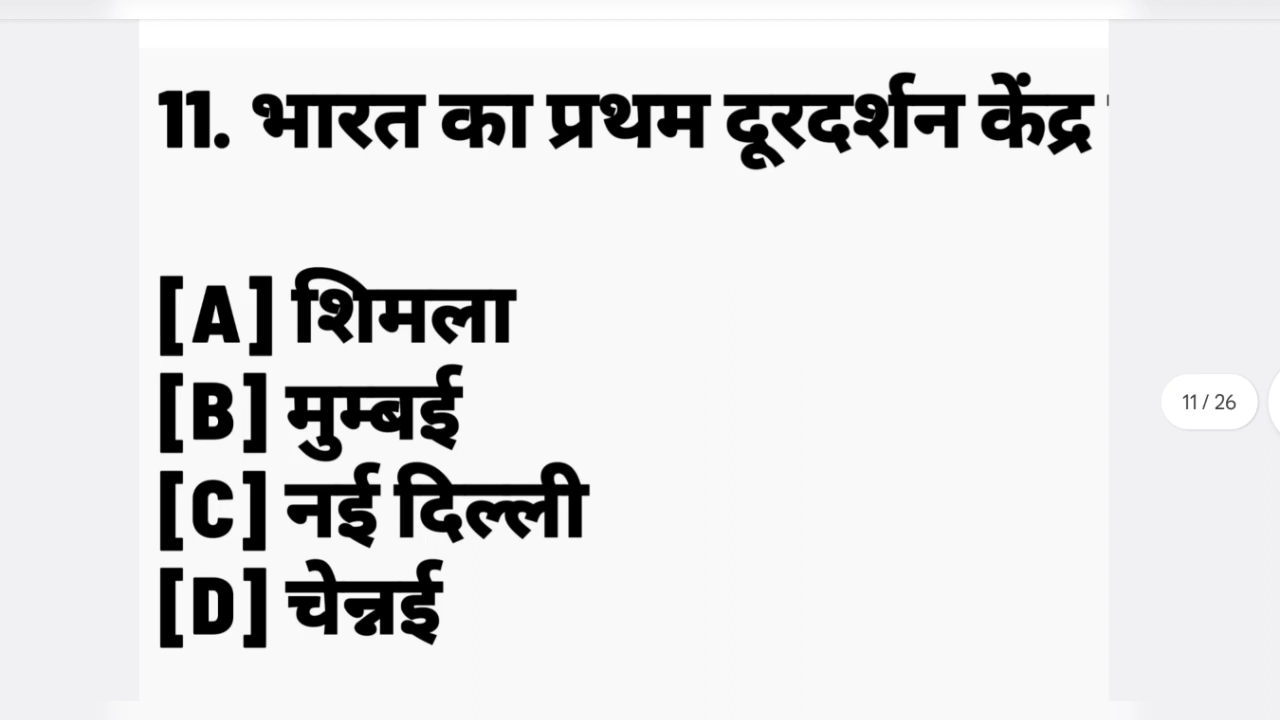 11. भारत का प्रथम दूरदर्शन केंद्र
[A] शिमला
[B] मुम्बई
[C] नई दिल्ली
[D] चेन्नई
11 / 26